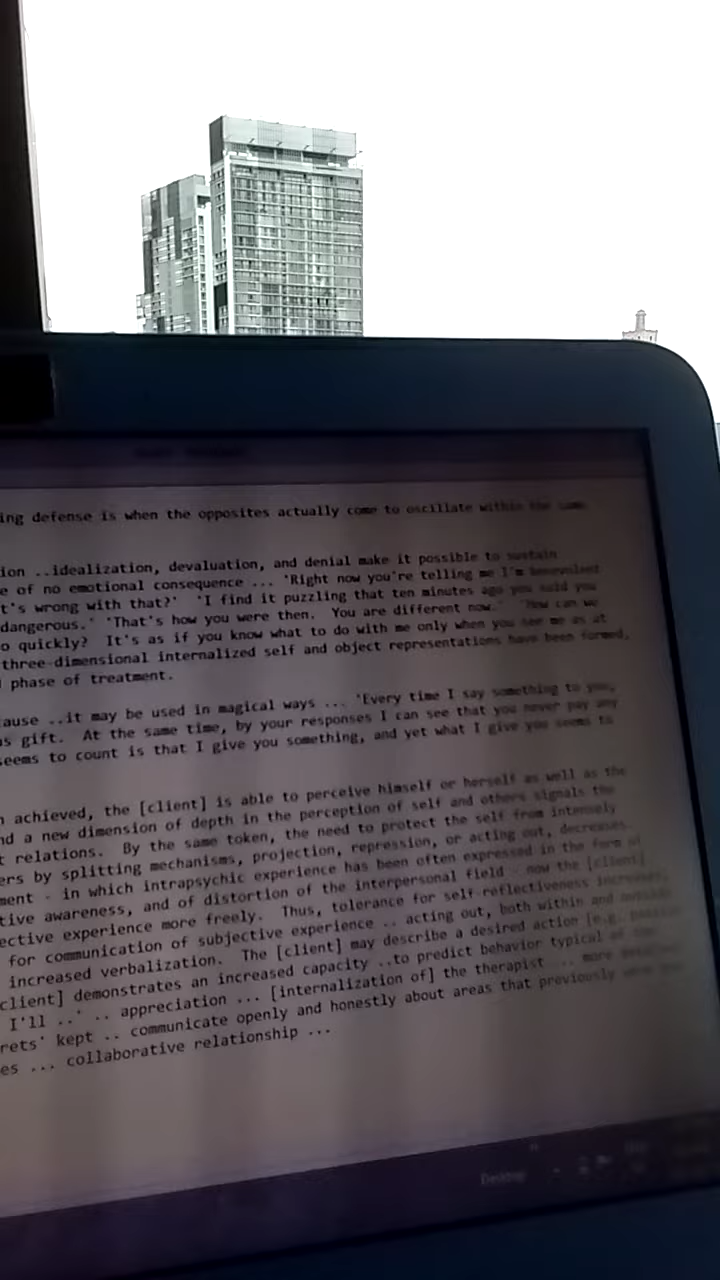 ing defense is when the opposites actually come to oscillate within the same
ion ..idealization, devaluation, and denial make it possible to sustain
e of no emotional consequence ... 'Right now you're telling me I'm benevolent
t's wrong with that?' 'I find it puzzling that ten minutes ago you said you
dangerous.' 'That's how you were then. You are different now.' 'How can we
o quickly? It's as if you know what to do with me only when you see me as at
three-dimensional internalized self and object representations have been formed,
phase of treatment.
ause ..it may be used in magical ways ... 'Every time I say something to you,
as gift. At the same time, by your responses I can see that you never pay any
seems to count is that I give you something, and yet what I give you seems to
achieved, the [client] is able to perceive himself or herself as well as the
nd a new dimension of depth in the perception of self and others signals the
t relations. By the same token, the need to protect the self from intensely
ers by splitting mechanisms, projection, repression, or acting out, decreases.
ment - in which intrapsychic experience has been often expressed in the form of
tive awareness, and of distortion of the interpersonal field - now the [client]
ective experience more freely. Thus, tolerance for self-reflectiveness increases,
for communication of subjective experience .. acting out, both within and
increased verbalization. The [client] may describe a desired action [e.g.
client] demonstrates an increased capacity ..to predict behavior typical of the
I'll ..' .. appreciation ... [internalization of] the therapist ... more
rets' kept .. communicate openly and honestly about areas that previously
es ... collaborative relationship ...
Desktop